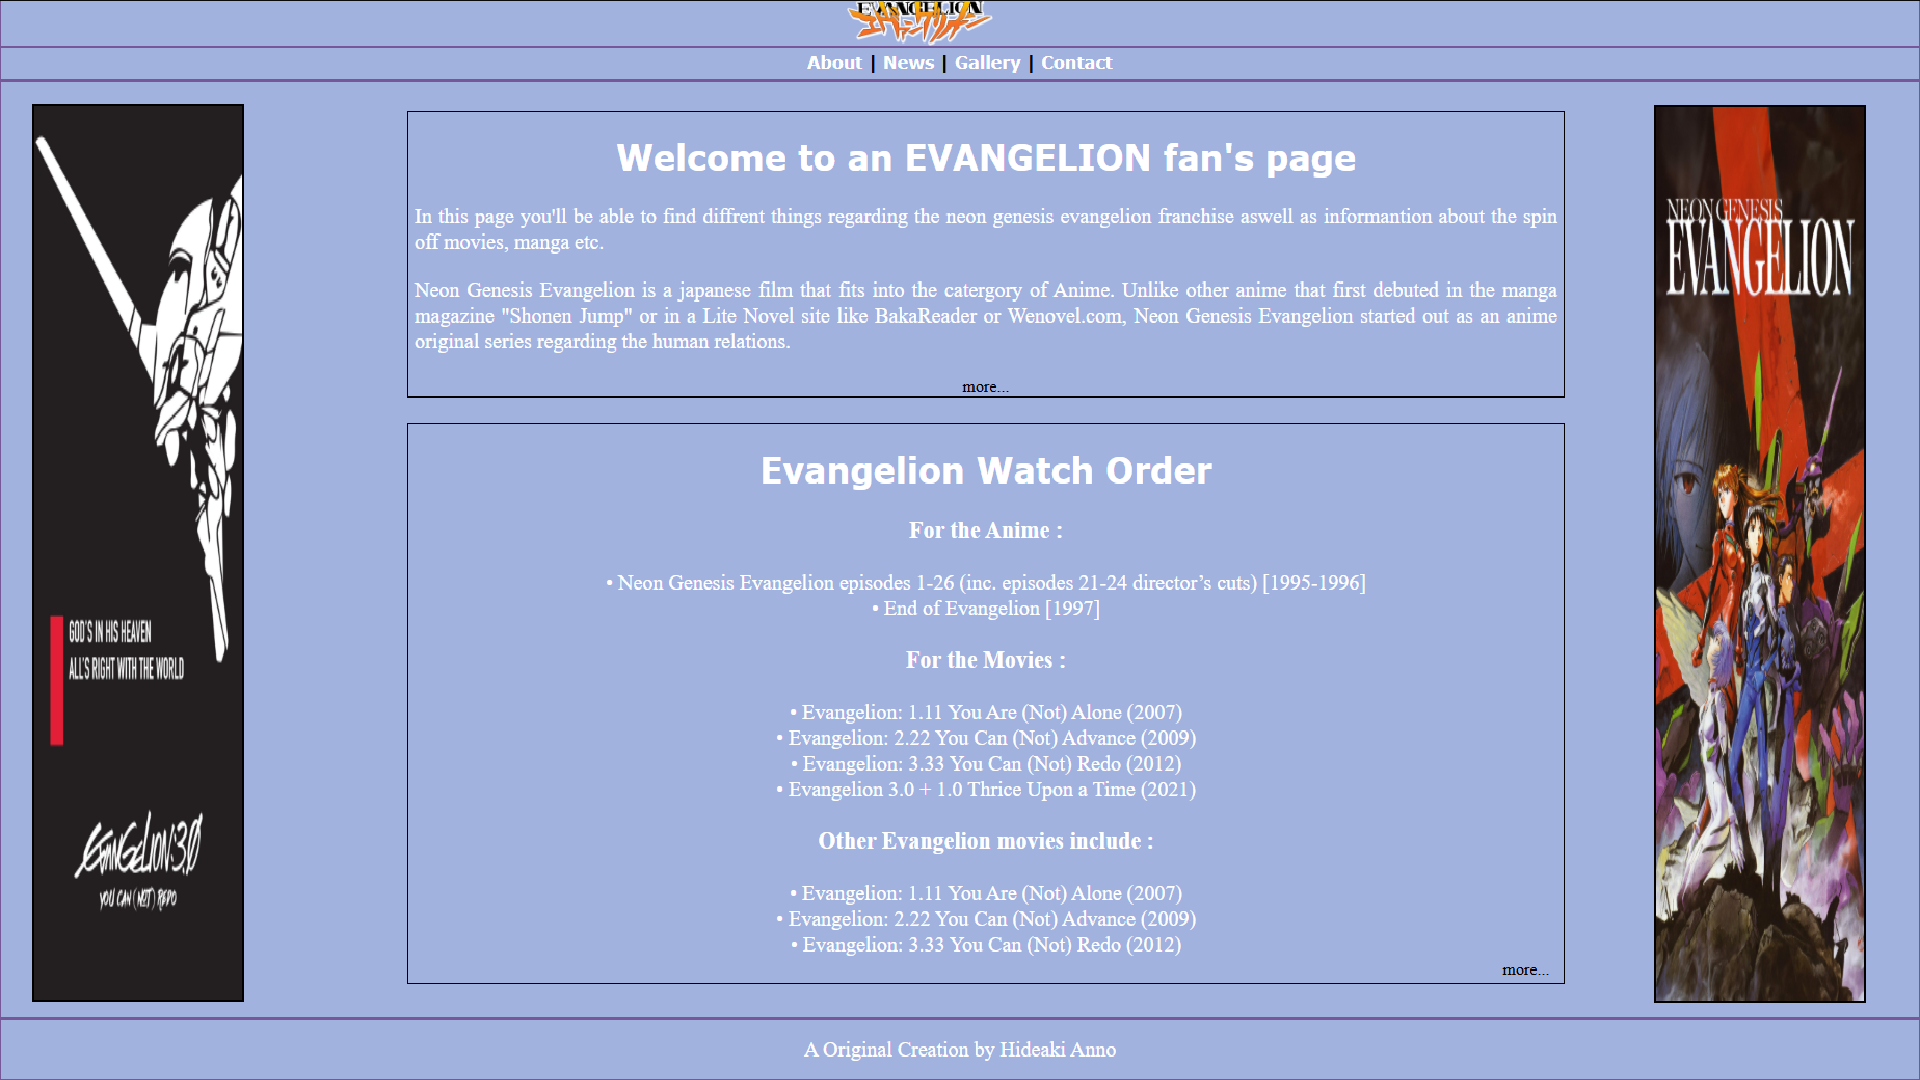 EVANGELION
エヴァンゲリオン
About | News | Gallery | Contact
Welcome to an EVANGELION fan's page
In this page you'll be able to find diffrent things regarding the neon genesis evangelion franchise aswell as informantion about the spin
off movies, manga etc.
Neon Genesis Evangelion is a japanese film that fits into the catergory of Anime. Unlike other anime that first debuted in the manga
magazine "Shonen Jump" or in a Lite Novel site like BakaReader or Wenovel.com, Neon Genesis Evangelion started out as an anime
original series regarding the human relations.
more...
Evangelion Watch Order
For the Anime :
• Neon Genesis Evangelion episodes 1-26 (inc. episodes 21-24 director’s cuts) [1995-1996]
• End of Evangelion [1997]
For the Movies :
• Evangelion: 1.11 You Are (Not) Alone (2007)
• Evangelion: 2.22 You Can (Not) Advance (2009)
• Evangelion: 3.33 You Can (Not) Redo (2012)
• Evangelion 3.0 + 1.0 Thrice Upon a Time (2021)
Other Evangelion movies include :
• Evangelion: 1.11 You Are (Not) Alone (2007)
• Evangelion: 2.22 You Can (Not) Advance (2009)
• Evangelion: 3.33 You Can (Not) Redo (2012)
more...
GOD'S IN HIS HEAVEN
ALL'S RIGHT WITH THE WORLD
EVANGELION:3.0
YOU CAN (NOT) REDO
NEON GENESIS
EVANGELION
A Original Creation by Hideaki Anno